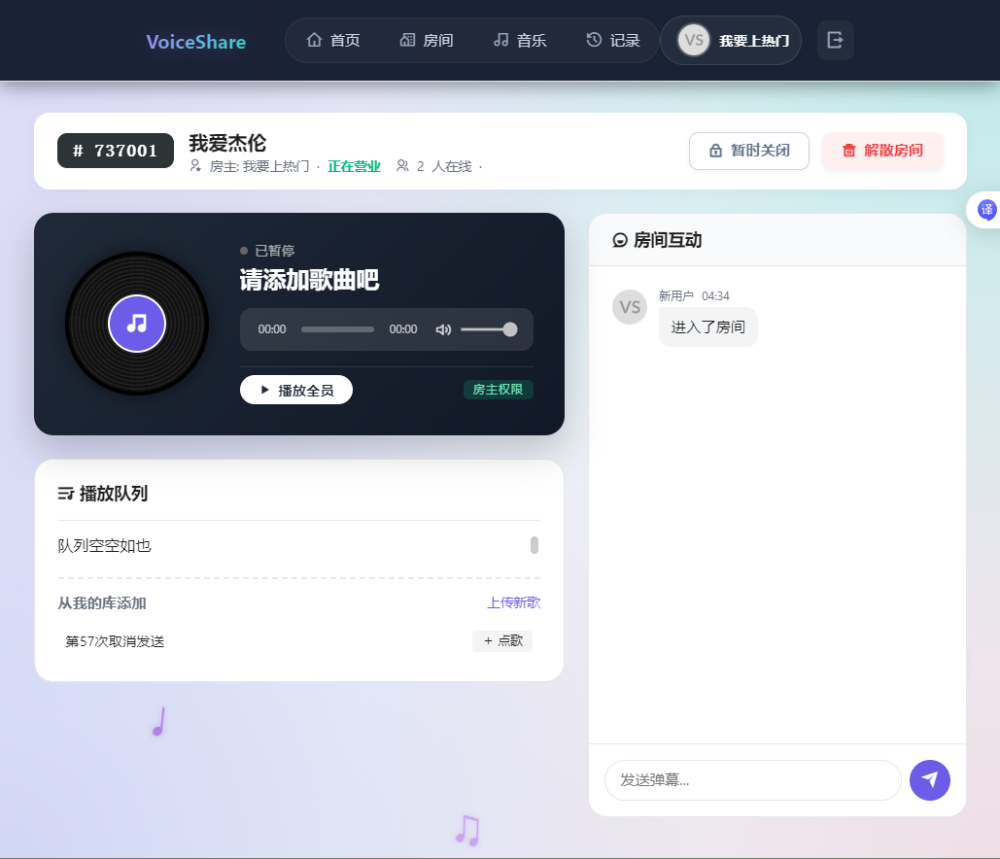 VoiceShare 首页 房间 音乐 记录 VS 我要上热门
# 737001 我爱杰伦
房主: 我要上热门 · 正在营业 2 人在线 ·
暂时关闭 解散房间
译
已暂停
请添加歌曲吧
00:00 00:00
播放全员 房主权限
播放队列
队列空空如也
从我的库添加 上传新歌
第57次取消发送 + 点歌
房间互动
VS 新用户 04:34
进入了房间
发送弹幕...